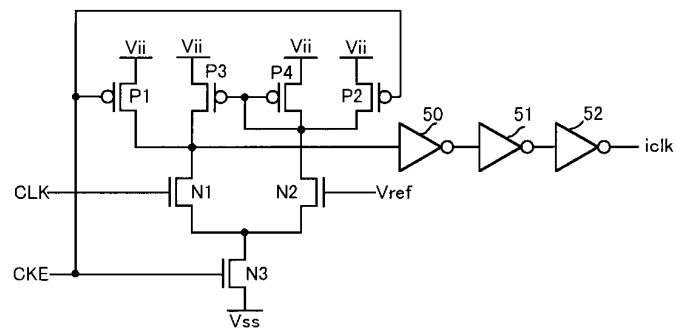 Vii Vii Vii Vii
P1 P3 P4 P2
50 51 52
iclk
CLK N1 N2 Vref
CKE N3
Vss